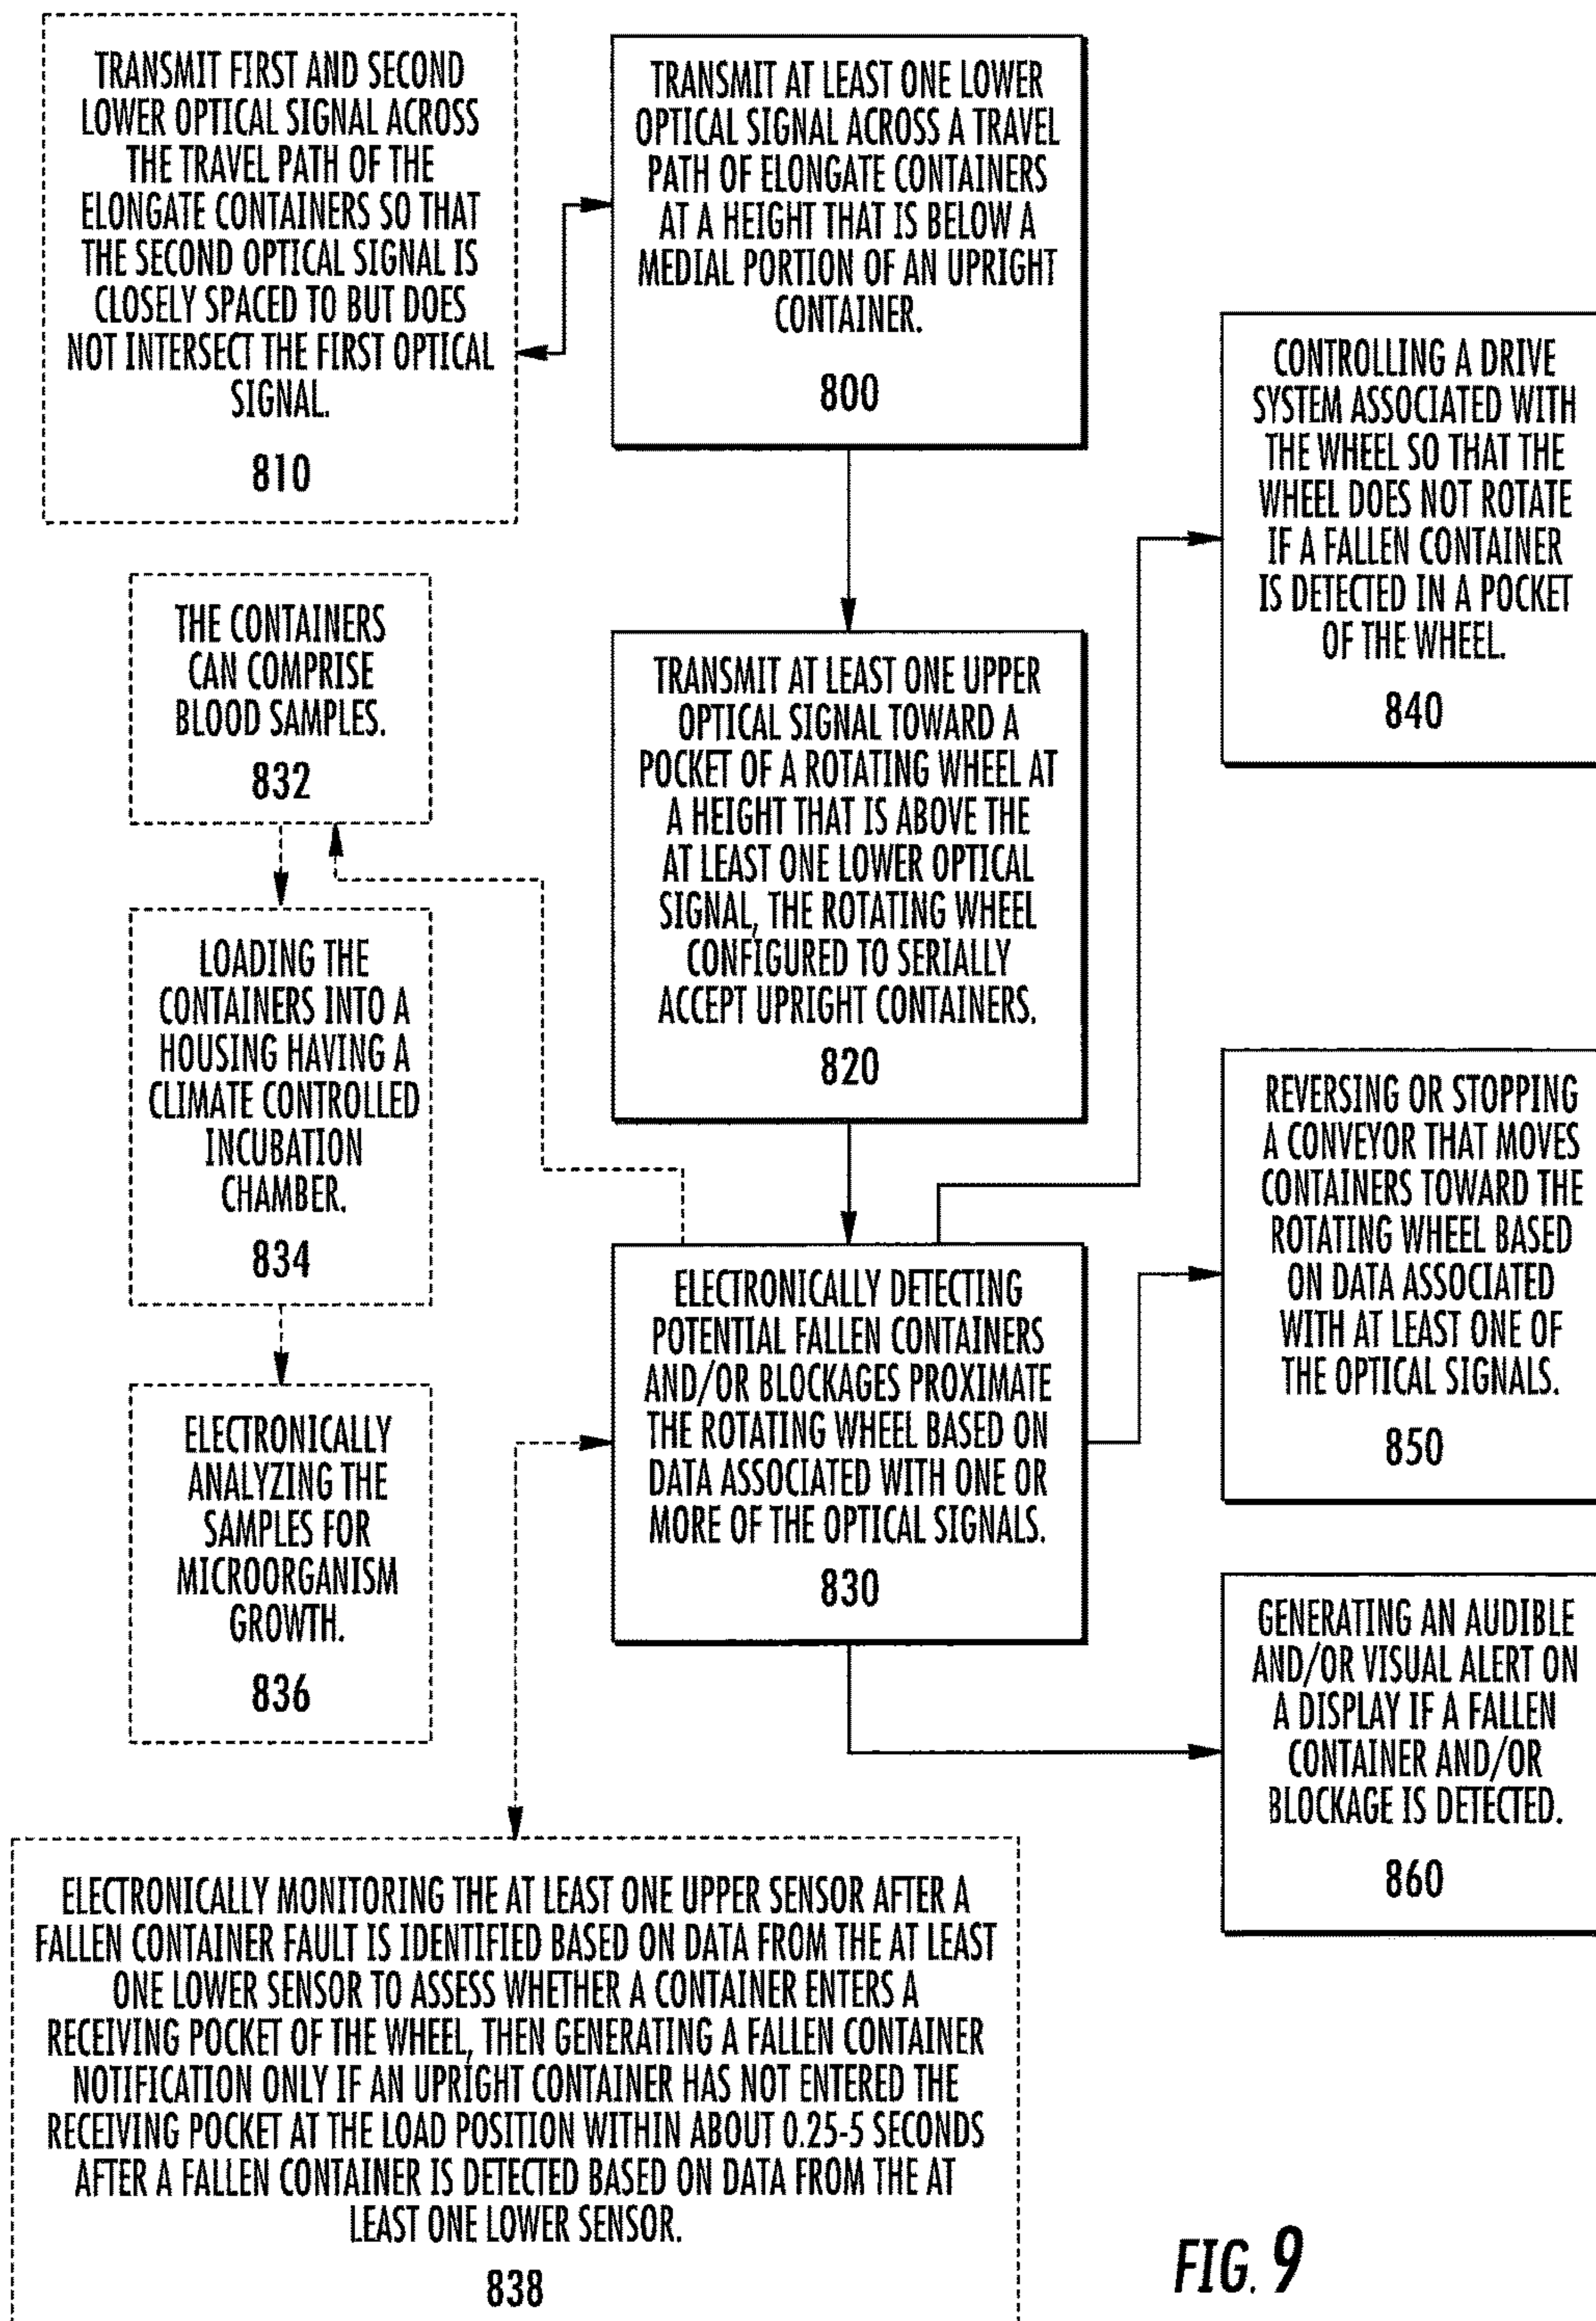 TRANSMIT FIRST AND SECOND
LOWER OPTICAL SIGNAL ACROSS
THE TRAVEL PATH OF THE
ELONGATE CONTAINERS SO THAT
THE SECOND OPTICAL SIGNAL IS
CLOSELY SPACED TO BUT DOES
NOT INTERSECT THE FIRST OPTICAL
SIGNAL.
810
TRANSMIT AT LEAST ONE LOWER
OPTICAL SIGNAL ACROSS A TRAVEL
PATH OF ELONGATE CONTAINERS
AT A HEIGHT THAT IS BELOW A
MEDIAL PORTION OF AN UPRIGHT
CONTAINER.
800
CONTROLLING A DRIVE
SYSTEM ASSOCIATED WITH
THE WHEEL SO THAT THE
WHEEL DOES NOT ROTATE
IF A FALLEN CONTAINER
IS DETECTED IN A POCKET
OF THE WHEEL.
840
THE CONTAINERS
CAN COMPRISE
BLOOD SAMPLES.
832
TRANSMIT AT LEAST ONE UPPER
OPTICAL SIGNAL TOWARD A
POCKET OF A ROTATING WHEEL AT
A HEIGHT THAT IS ABOVE THE
AT LEAST ONE LOWER OPTICAL
SIGNAL, THE ROTATING WHEEL
CONFIGURED TO SERIALLY
ACCEPT UPRIGHT CONTAINERS.
820
LOADING THE
CONTAINERS INTO A
HOUSING HAVING A
CLIMATE CONTROLLED
INCUBATION
CHAMBER.
834
REVERSING OR STOPPING
A CONVEYOR THAT MOVES
CONTAINERS TOWARD THE
ROTATING WHEEL BASED
ON DATA ASSOCIATED
WITH AT LEAST ONE OF
THE OPTICAL SIGNALS.
850
ELECTRONICALLY DETECTING
POTENTIAL FALLEN CONTAINERS
AND/OR BLOCKAGES PROXIMATE
THE ROTATING WHEEL BASED ON
DATA ASSOCIATED WITH ONE OR
MORE OF THE OPTICAL SIGNALS.
830
ELECTRONICALLY
ANALYZING THE
SAMPLES FOR
MICROORGANISM
GROWTH.
836
GENERATING AN AUDIBLE
AND/OR VISUAL ALERT ON
A DISPLAY IF A FALLEN
CONTAINER AND/OR
BLOCKAGE IS DETECTED.
860
ELECTRONICALLY MONITORING THE AT LEAST ONE UPPER SENSOR AFTER A
FALLEN CONTAINER FAULT IS IDENTIFIED BASED ON DATA FROM THE AT LEAST
ONE LOWER SENSOR TO ASSESS WHETHER A CONTAINER ENTERS A
RECEIVING POCKET OF THE WHEEL, THEN GENERATING A FALLEN CONTAINER
NOTIFICATION ONLY IF AN UPRIGHT CONTAINER HAS NOT ENTERED THE
RECEIVING POCKET AT THE LOAD POSITION WITHIN ABOUT 0.25-5 SECONDS
AFTER A FALLEN CONTAINER IS DETECTED BASED ON DATA FROM THE AT
LEAST ONE LOWER SENSOR.
838
FIG. 9